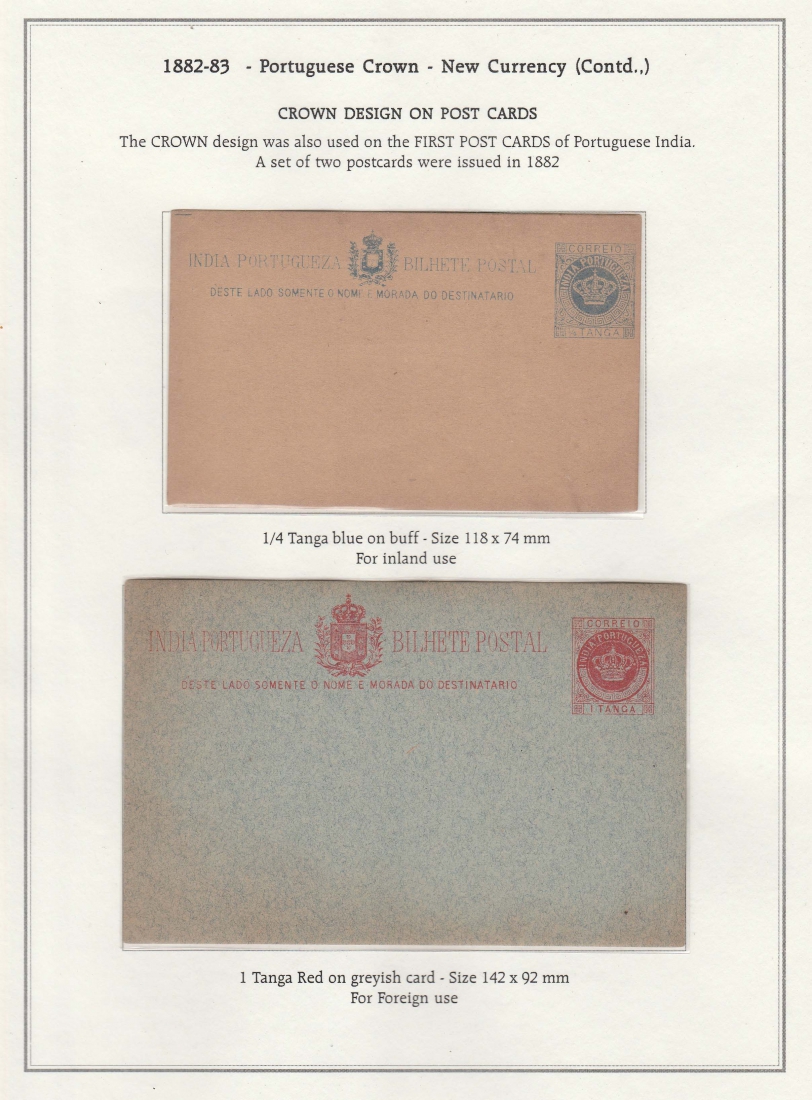 1882-83 - Portuguese Crown - New Currency (Contd.,)
CROWN DESIGN ON POST CARDS
The CROWN design was also used on the FIRST POST CARDS of Portuguese India.
A set of two postcards were issued in 1882
INDIA PORTUGUEZA BILHETE POSTAL
DESTE LADO SOMENTE O NOME E MORADA DO DESTINATARIO
CORREIO
INDIA PORTUGUEZA
¼ TANGA
1/4 Tanga blue on buff - Size 118 x 74 mm
For inland use
INDIA PORTUGUEZA BILHETE POSTAL
DESTE LADO SOMENTE O NOME E MORADA DO DESTINATARIO
CORREIO
INDIA PORTUGUEZA
1 TANGA
1 Tanga Red on greyish card - Size 142 x 92 mm
For Foreign use